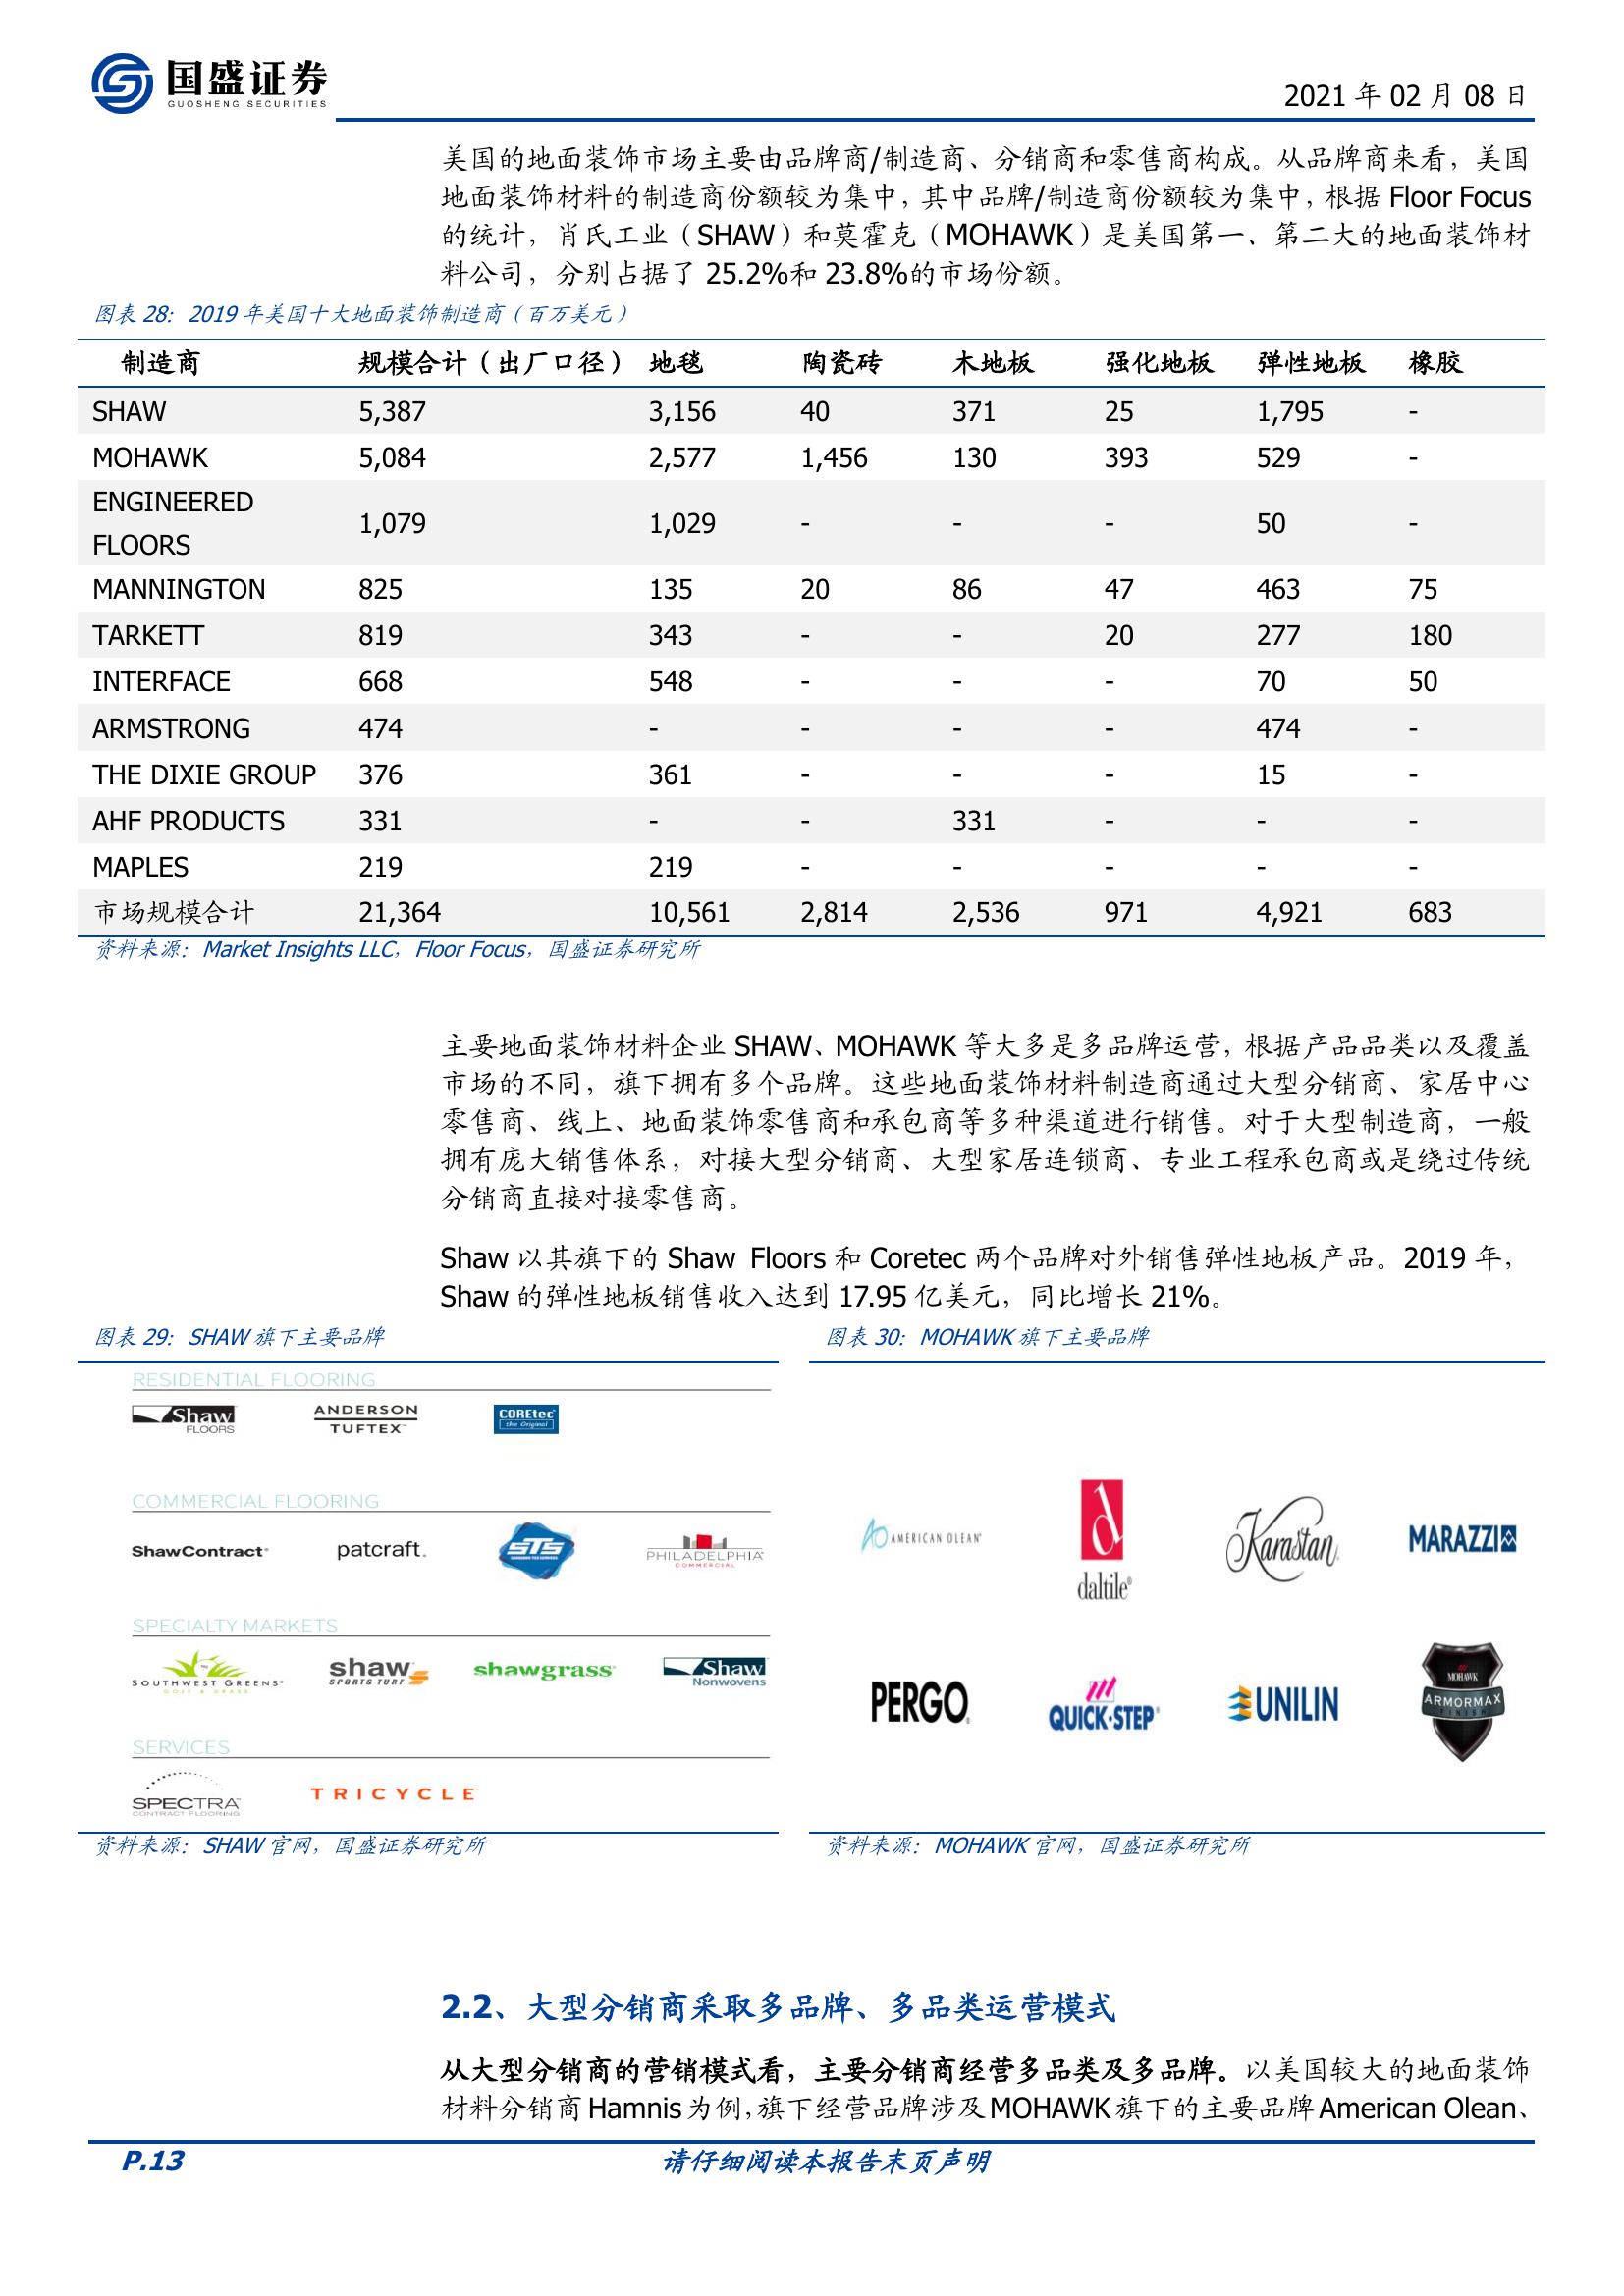 国盛证券
GUOSHENG SECURITIES
2021 年 02 月 08 日
美国的地面装饰市场主要由品牌商/制造商、分销商和零售商构成。从品牌商来看，美国
地面装饰材料的制造商份额较为集中，其中品牌/制造商份额较为集中，根据 Floor Focus
的统计，肖氏工业（SHAW）和莫霍克（MOHAWK）是美国第一、第二大的地面装饰材
料公司，分别占据了 25.2%和 23.8%的市场份额。
图表 28：2019 年美国十大地面装饰制造商（百万美元）
制造商 规模合计（出厂口径） 地毯 陶瓷砖 木地板 强化地板 弹性地板 橡胶
SHAW 5,387 3,156 40 371 25 1,795 -
MOHAWK 5,084 2,577 1,456 130 393 529 -
ENGINEERED
FLOORS 1,079 1,029 - - - 50 -
MANNINGTON 825 135 20 86 47 463 75
TARKETT 819 343 - - 20 277 180
INTERFACE 668 548 - - - 70 50
ARMSTRONG 474 - - - - 474 -
THE DIXIE GROUP 376 361 - - - 15 -
AHF PRODUCTS 331 - - 331 - - -
MAPLES 219 219 - - - - -
市场规模合计 21,364 10,561 2,814 2,536 971 4,921 683
资料来源：Market Insights LLC，Floor Focus，国盛证券研究所
主要地面装饰材料企业 SHAW、MOHAWK 等大多是多品牌运营，根据产品品类以及覆盖
市场的不同，旗下拥有多个品牌。这些地面装饰材料制造商通过大型分销商、家居中心
零售商、线上、地面装饰零售商和承包商等多种渠道进行销售。对于大型制造商，一般
拥有庞大销售体系，对接大型分销商、大型家居连锁商、专业工程承包商或是绕过传统
分销商直接对接零售商。
Shaw 以其旗下的 Shaw Floors 和 Coretec 两个品牌对外销售弹性地板产品。2019 年，
Shaw 的弹性地板销售收入达到 17.95 亿美元，同比增长 21%。
图表 29：SHAW 旗下主要品牌
RESIDENTIAL FLOORING
Shaw FLOORS
ANDERSON TUFTEX
COREtec the Original
COMMERCIAL FLOORING
ShawContract
patcraft.
STS
PHILADELPHIA COMMERCIAL
SPECIALTY MARKETS
SOUTHWEST GREENS GOLF & GRASS
shaw SPORTS TURF
shawgrass
Shaw Nonwovens
SERVICES
SPECTRA CONTRACT FLOORING
TRICYCLE
资料来源：SHAW 官网，国盛证券研究所
图表 30：MOHAWK 旗下主要品牌
AO AMERICAN OLEAN
d daltile®
Karastan
MARAZZI
PERGO
QUICK·STEP
UNILIN
MOHAWK ARMORMAX FINISH
资料来源：MOHAWK 官网，国盛证券研究所
2.2、大型分销商采取多品牌、多品类运营模式
从大型分销商的营销模式看，主要分销商经营多品类及多品牌。以美国较大的地面装饰
材料分销商 Hamnis 为例，旗下经营品牌涉及 MOHAWK 旗下的主要品牌 American Olean、
P.13
请仔细阅读本报告末页声明